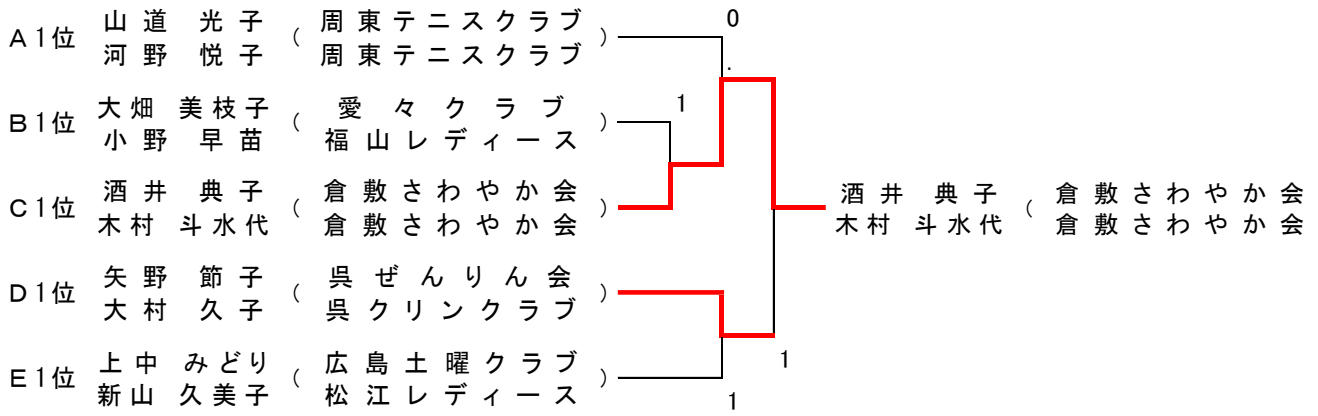 0
A1位 山道 光子 ( 周東テニスクラブ )
河野 悦子 周東テニスクラブ
.
1
B1位 大畑 美枝子 ( 愛々クラブ )
小野 早苗 福山レディース
C1位 酒井 典子 ( 倉敷さわやか会 )
木村 斗水代 倉敷さわやか会
酒井 典子 ( 倉敷さわやか会
木村 斗水代 倉敷さわやか会
D1位 矢野 節子 ( 呉ぜんりん会 )
大村 久子 呉クリンクラブ
1
E1位 上中 みどり ( 広島土曜クラブ )
新山 久美子 松江レディース
1